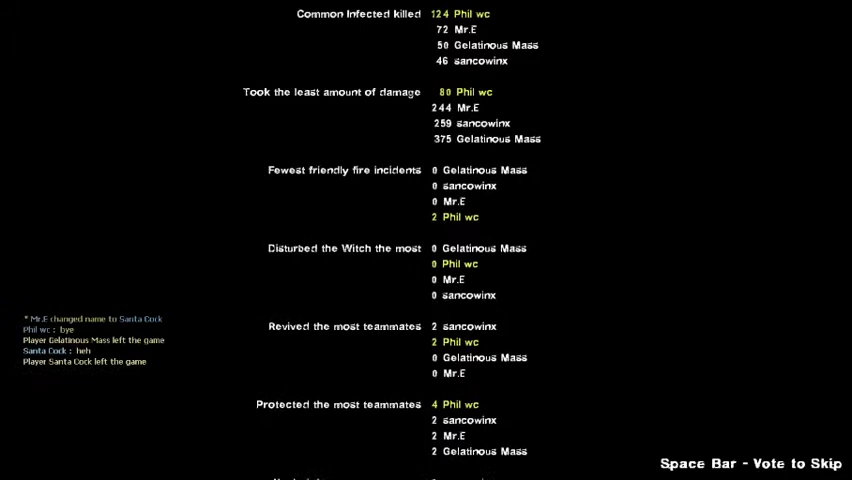 Common Infected killed 124 Phil wc
72 Mr.E
50 Gelatinous Mass
46 sancowinx
Took the least amount of damage 80 Phil wc
244 Mr.E
259 sancowinx
375 Gelatinous Mass
Fewest friendly fire incidents 0 Gelatinous Mass
0 sancowinx
0 Mr.E
2 Phil wc
Disturbed the Witch the most 0 Gelatinous Mass
0 Phil wc
0 Mr.E
0 sancowinx
Revived the most teammates 2 sancowinx
2 Phil wc
0 Gelatinous Mass
0 Mr.E
Protected the most teammates 4 Phil wc
2 sancowinx
2 Mr.E
2 Gelatinous Mass
* Mr.E changed name to Santa Cock
Phil wc : bye
Player Gelatinous Mass left the game
Santa Cock : heh
Player Santa Cock left the game
Space Bar - Vote to Skip